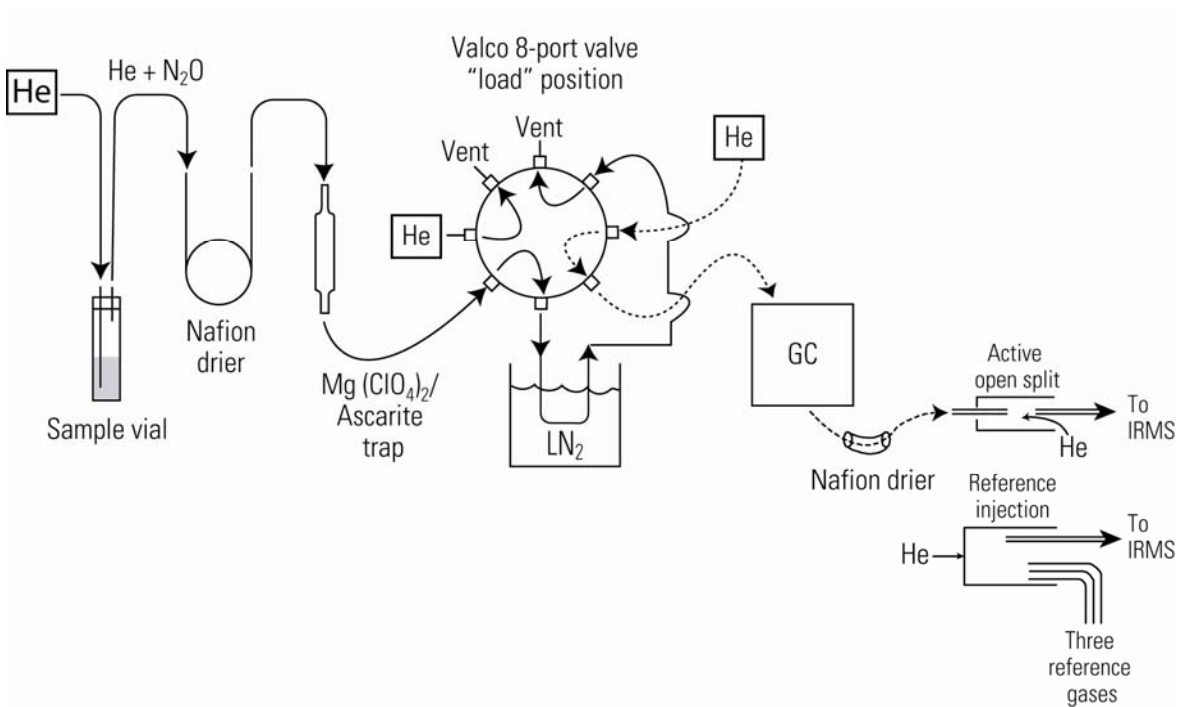 He
He + N₂O
Sample vial
Nafion
drier
Mg (ClO₄)₂/
Ascarite
trap
Valco 8-port valve
“load” position
Vent
Vent
He
He
LN₂
GC
Nafion drier
Active
open split
He
To
IRMS
Reference
injection
He
To
IRMS
Three
reference
gases